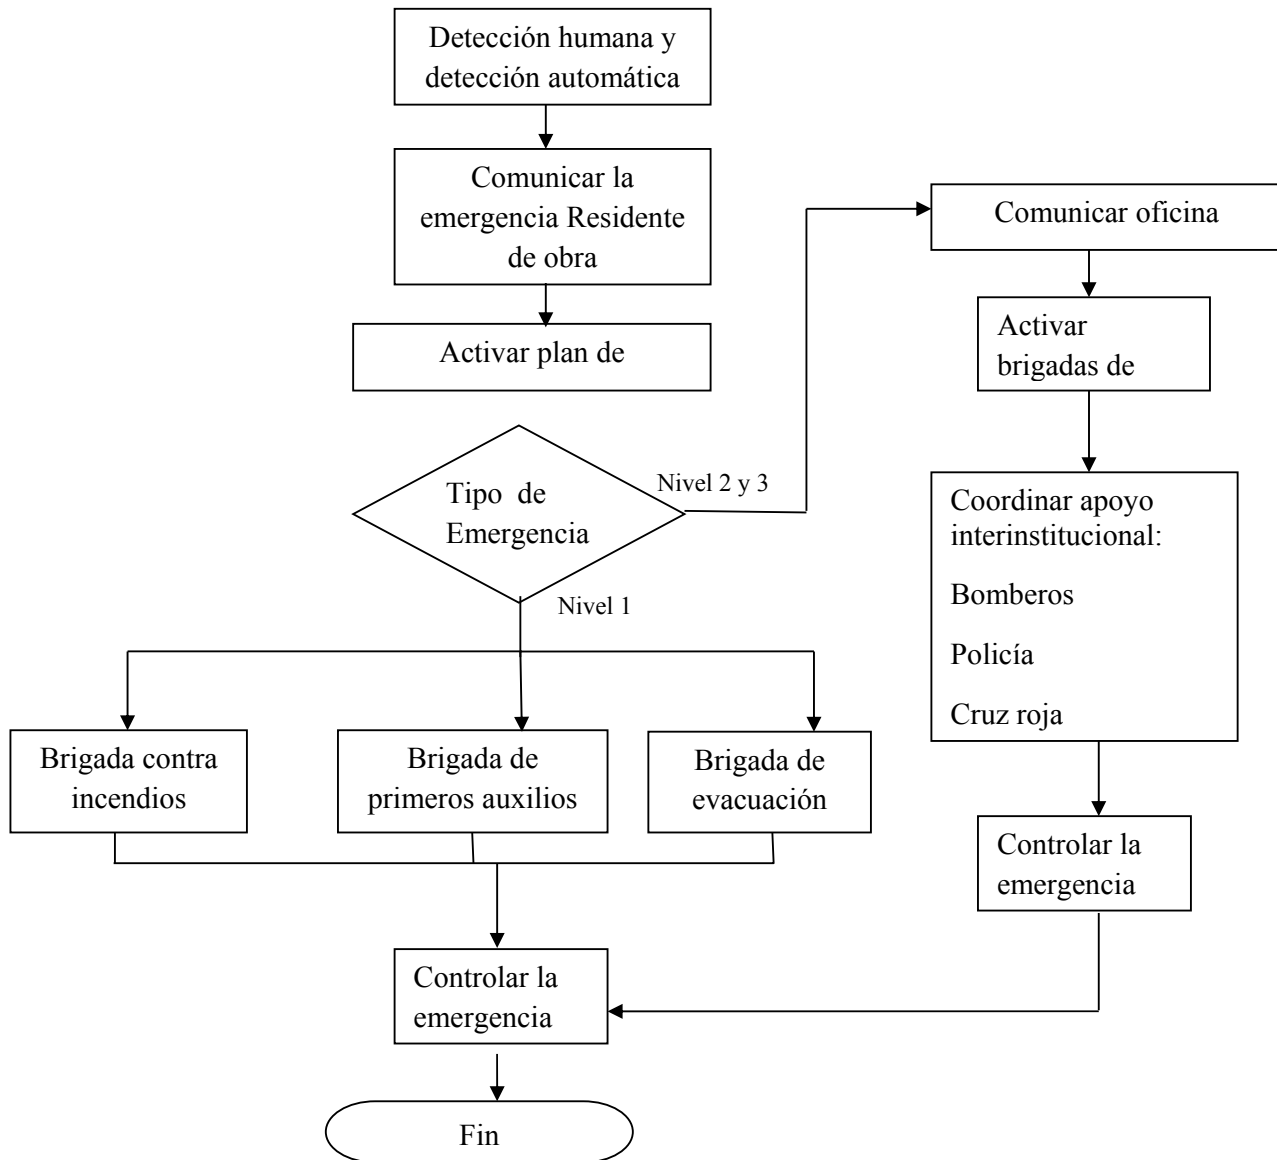 Detección humana y
detección automática
Comunicar la
emergencia Residente
de obra
Activar plan de
Tipo de
Emergencia
Nivel 2 y 3
Nivel 1
Brigada contra
incendios
Brigada de
primeros auxilios
Brigada de
evacuación
Controlar la
emergencia
Fin
Comunicar oficina
Activar
brigadas de
Coordinar apoyo
interinstitucional:
Bomberos
Policía
Cruz roja
Controlar la
emergencia